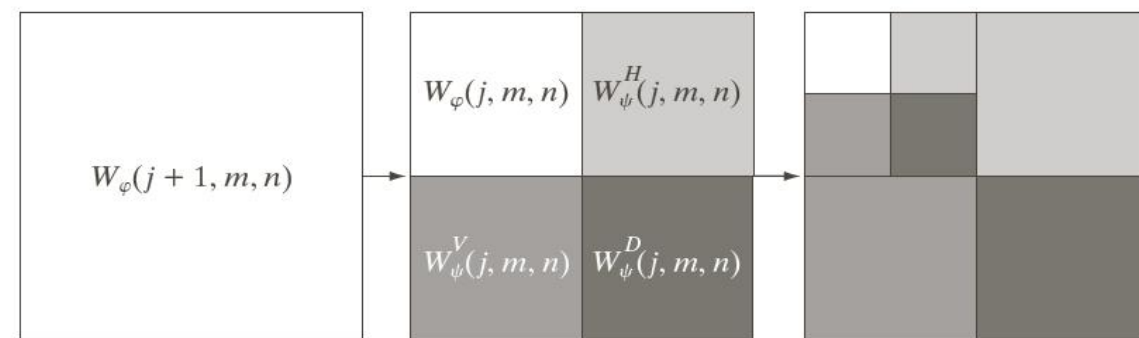 W_φ(j + 1, m, n)
W_φ(j, m, n)
W_ψ^H(j, m, n)
W_ψ^V(j, m, n)
W_ψ^D(j, m, n)